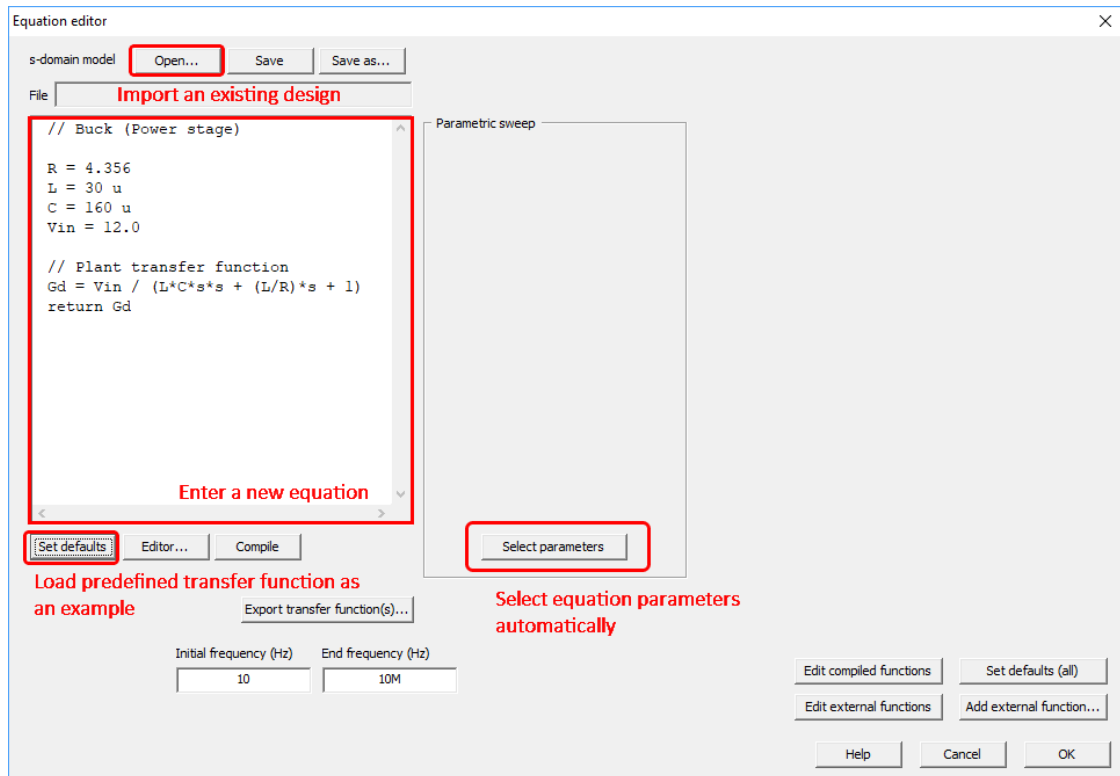 Equation editor
s-domain model Open... Save Save as...
File Import an existing design
// Buck (Power stage)
R = 4.356
L = 30 u
C = 160 u
Vin = 12.0
// Plant transfer function
Gd = Vin / (L*C*s*s + (L/R)*s + 1)
return Gd
Enter a new equation
Parametric sweep
Select parameters
Set defaults Editor... Compile
Load predefined transfer function as
an example
Select equation parameters
automatically
Export transfer function(s)...
Initial frequency (Hz) End frequency (Hz)
10 10M
Edit compiled functions Set defaults (all)
Edit external functions Add external function...
Help Cancel OK